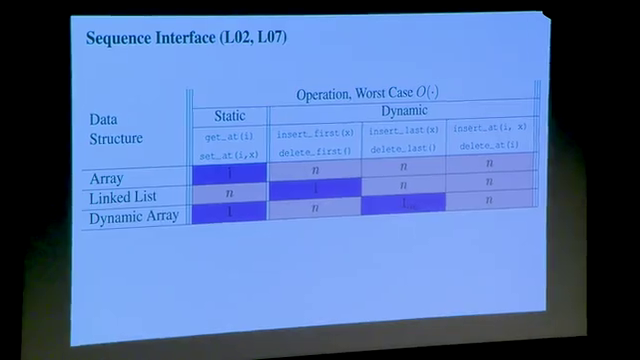 Sequence Interface (L02, L07)
Operation, Worst Case O(·)
Data Structure
Static
Dynamic
get_at(i)
set_at(i,x)
insert_first(x)
delete_first()
insert_last(x)
delete_last()
insert_at(i, x)
delete_at(i)
Array 1 n n n
Linked List n 1 n n
Dynamic Array 1 n 1 n